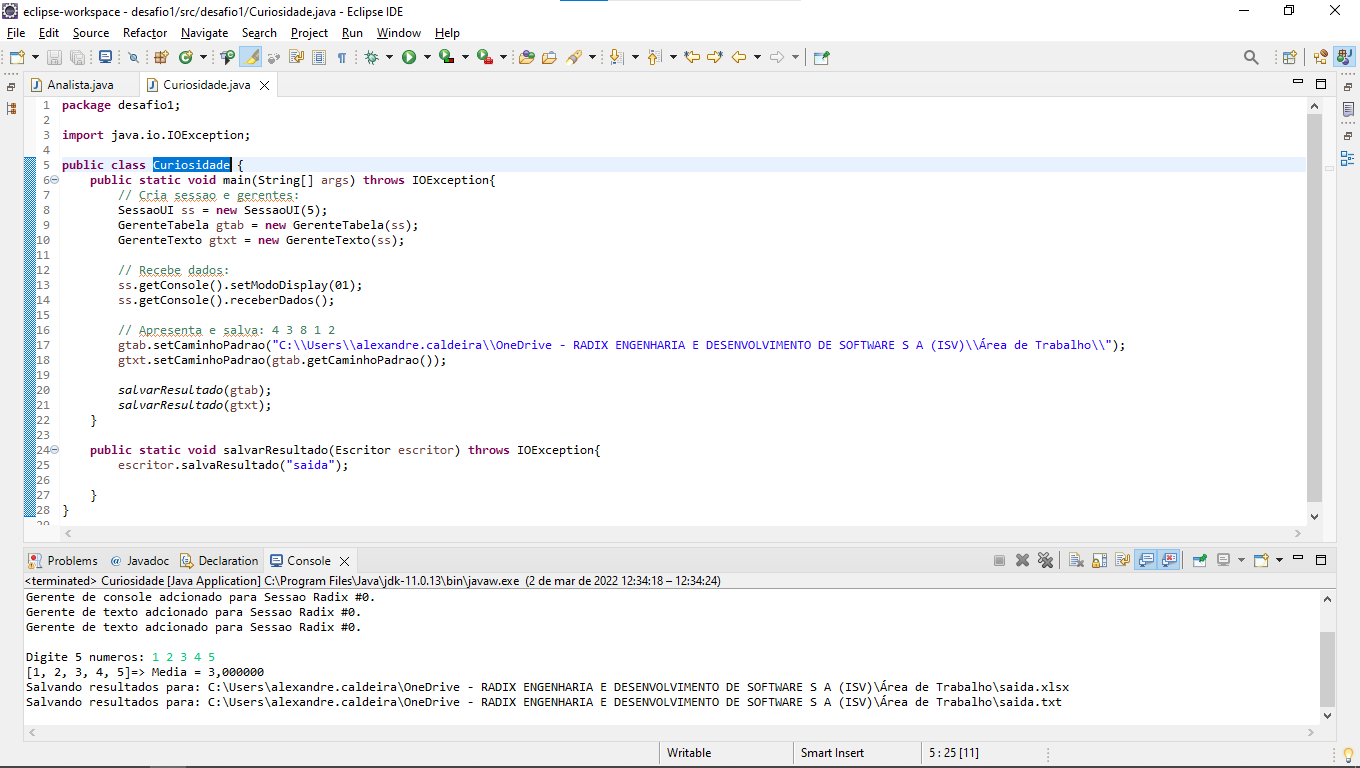 eclipse-workspace - desafio1/src/desafio1/Curiosidade.java - Eclipse IDE
File Edit Source Refactor Navigate Search Project Run Window Help
Analista.java Curiosidade.java
1 package desafio1;
2
3 import java.io.IOException;
4
5 public class Curiosidade {
6 public static void main(String[] args) throws IOException{
7 // Cria sessao e gerentes:
8 SessaoUI ss = new SessaoUI(5);
9 GerenteTabela gtab = new GerenteTabela(ss);
10 GerenteTexto gtxt = new GerenteTexto(ss);
11
12 // Recebe dados:
13 ss.getConsole().setModoDisplay(01);
14 ss.getConsole().receberDados();
15
16 // Apresenta e salva: 4 3 8 1 2
17 gtab.setCaminhoPadrao("C:\\Users\\alexandre.caldeira\\OneDrive - RADIX ENGENHARIA E DESENVOLVIMENTO DE SOFTWARE S A (ISV)\\Área de Trabalho\\");
18 gtxt.setCaminhoPadrao(gtab.getCaminhoPadrao());
19
20 salvarResultado(gtab);
21 salvarResultado(gtxt);
22 }
23
24 public static void salvarResultado(Escritor escritor) throws IOException{
25 escritor.salvaResultado("saida");
26
27 }
28 }
29
Problems @ Javadoc Declaration Console
<terminated> Curiosidade [Java Application] C:\Program Files\Java\jdk-11.0.13\bin\javaw.exe (2 de mar de 2022 12:34:18 – 12:34:24)
Gerente de console adcionado para Sessao Radix #0.
Gerente de texto adcionado para Sessao Radix #0.
Gerente de texto adcionado para Sessao Radix #0.
Digite 5 numeros: 1 2 3 4 5
[1, 2, 3, 4, 5]=> Media = 3,000000
Salvando resultados para: C:\Users\alexandre.caldeira\OneDrive - RADIX ENGENHARIA E DESENVOLVIMENTO DE SOFTWARE S A (ISV)\Área de Trabalho\saida.xlsx
Salvando resultados para: C:\Users\alexandre.caldeira\OneDrive - RADIX ENGENHARIA E DESENVOLVIMENTO DE SOFTWARE S A (ISV)\Área de Trabalho\saida.txt
Writable Smart Insert 5 : 25 [11]